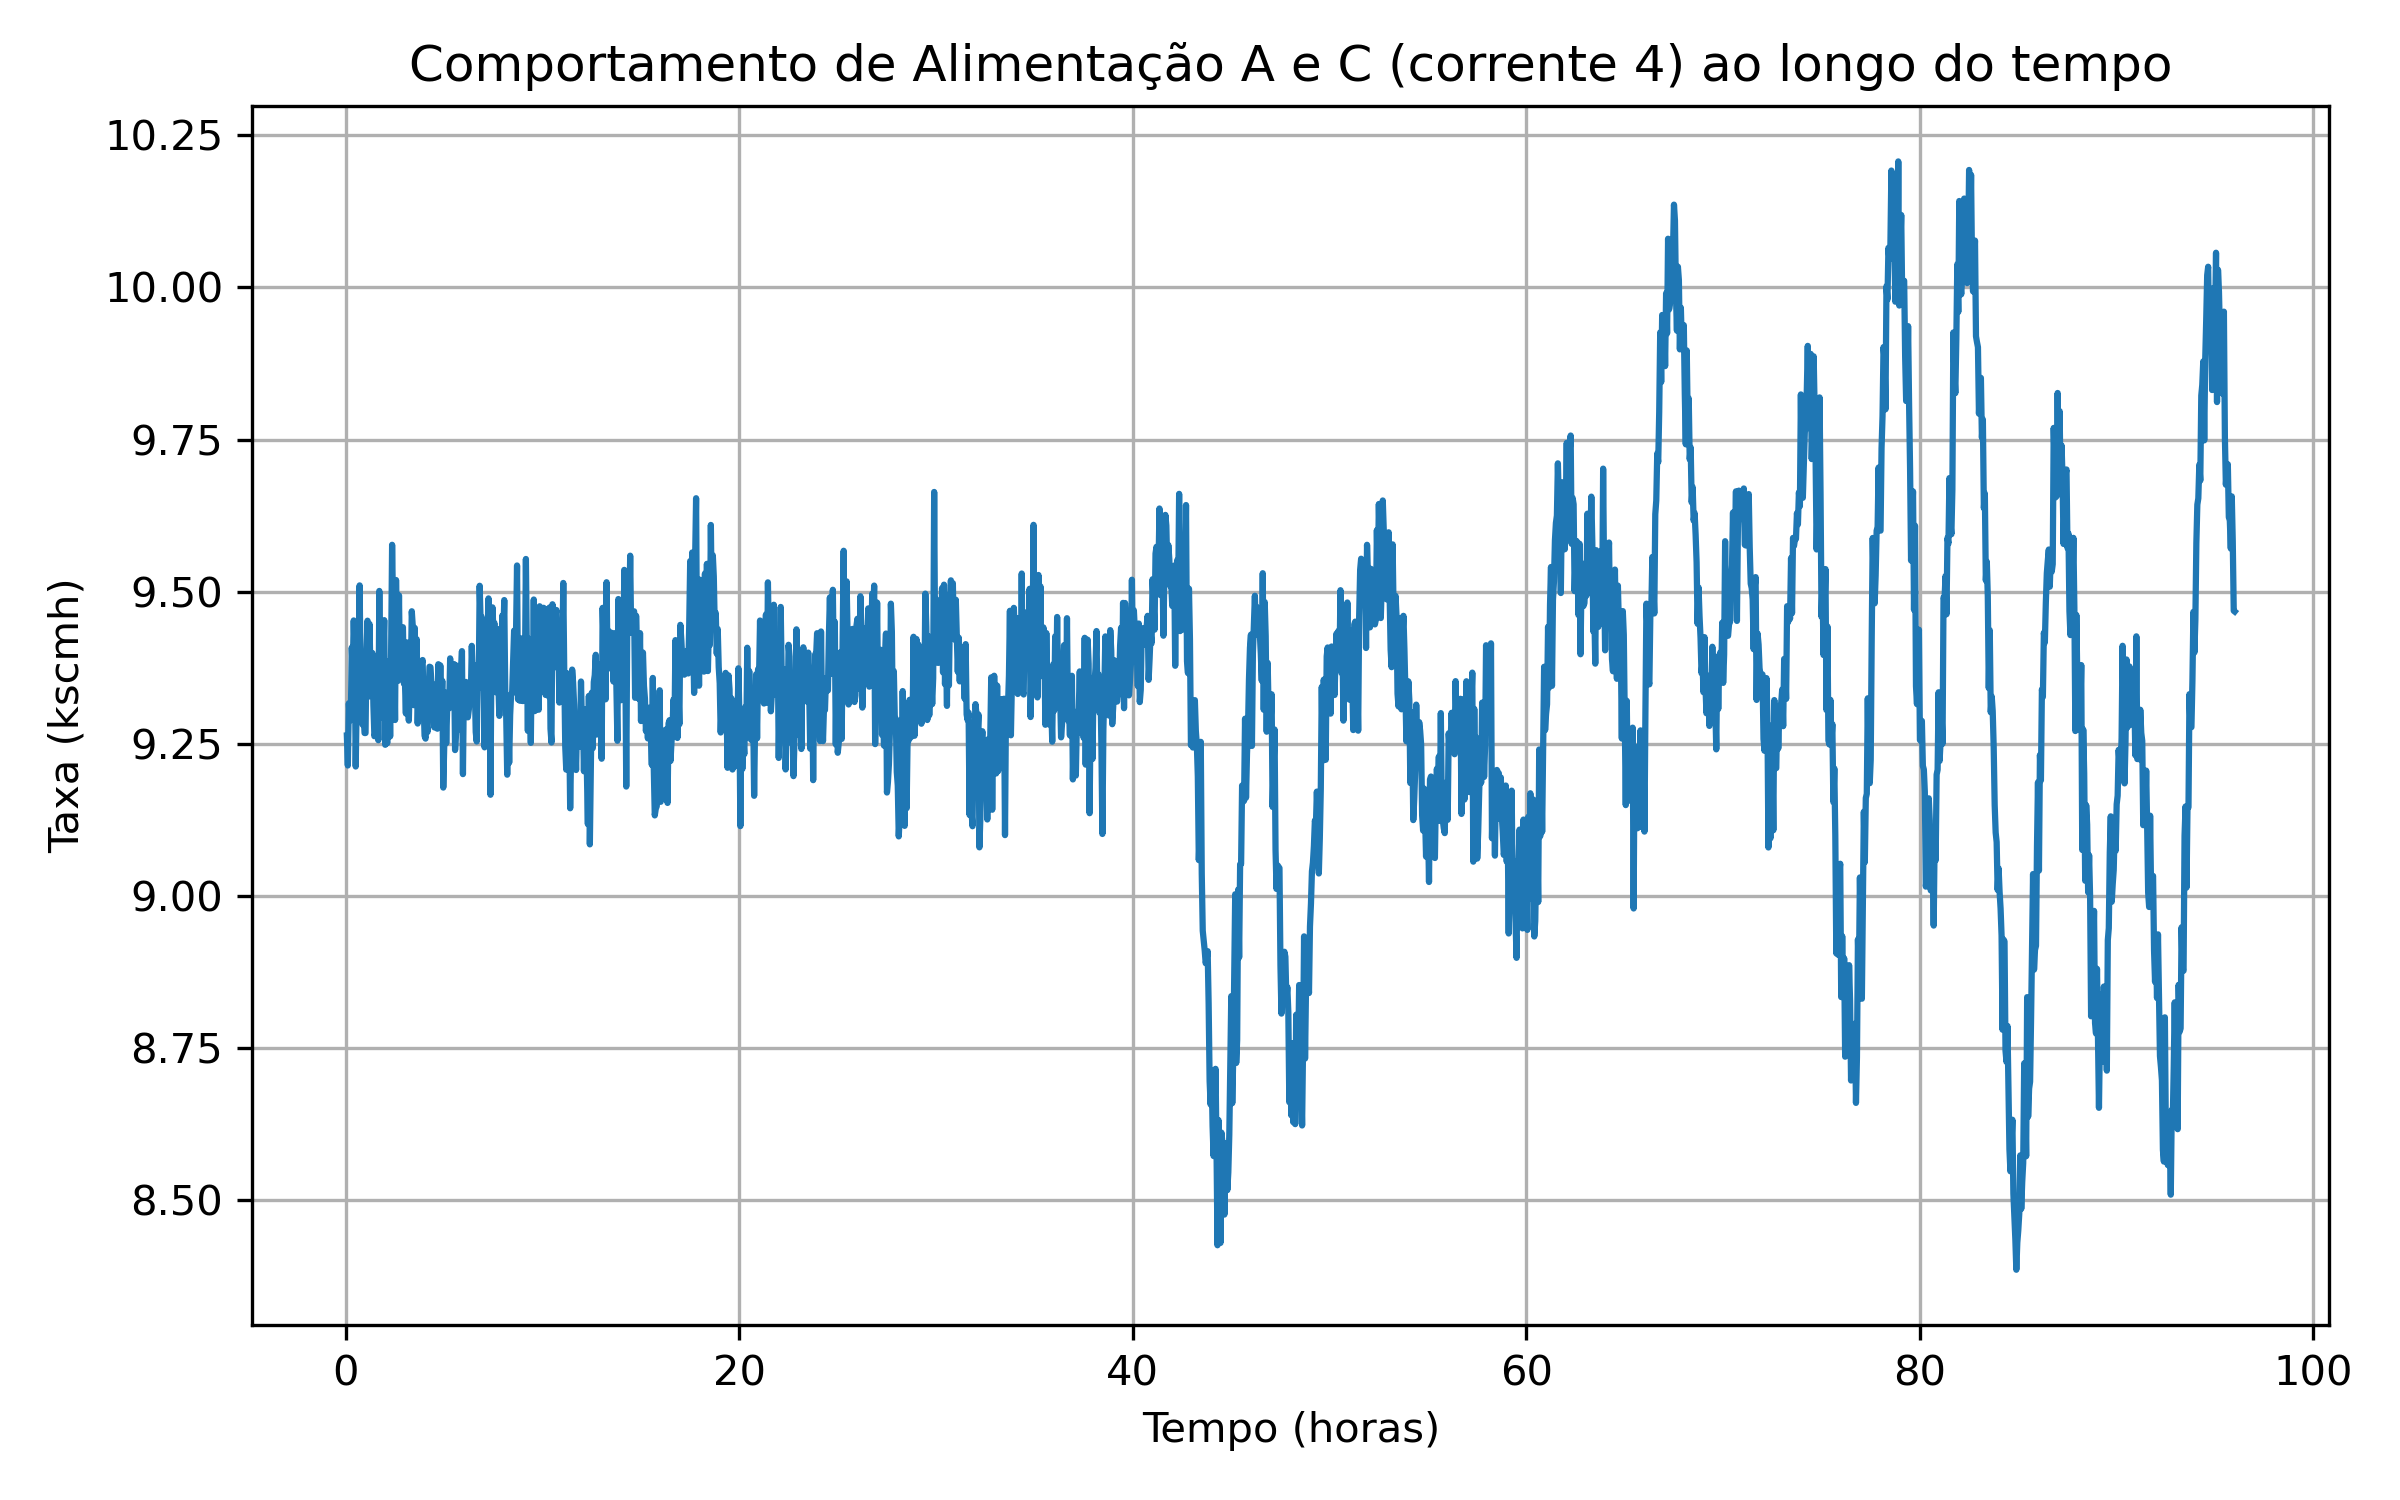 Comportamento de Alimentação A e C (corrente 4) ao longo do tempo
10.25
10.00
9.75
9.50
9.25
9.00
8.75
8.50
Taxa (kscmh)
0 20 40 60 80 100
Tempo (horas)